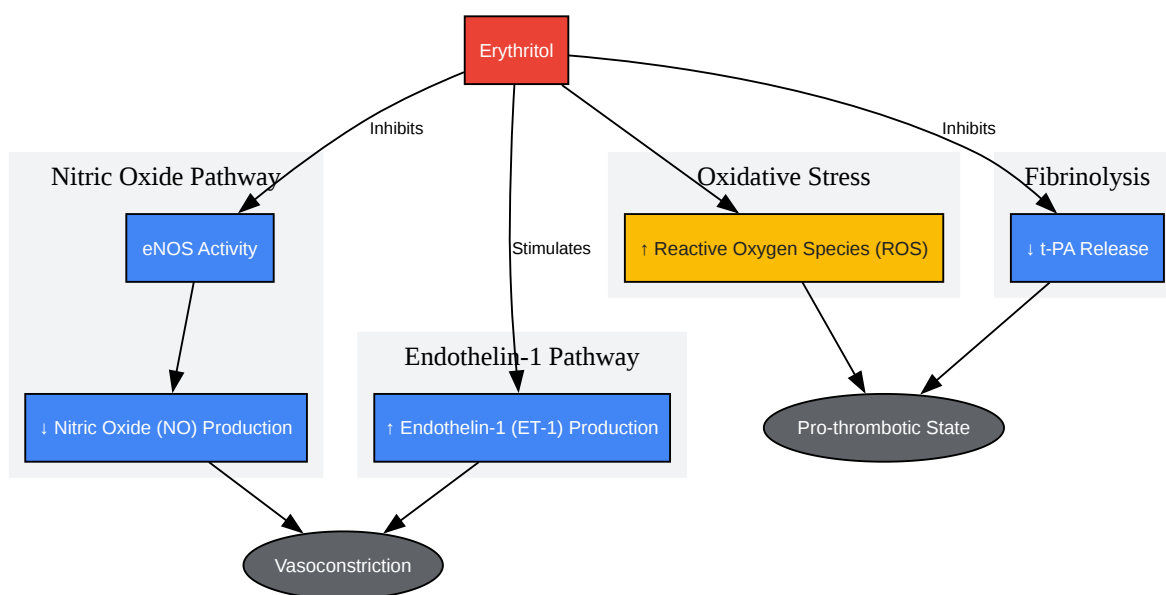 Erythritol
Inhibits
Inhibits
Nitric Oxide Pathway
Oxidative Stress
Fibrinolysis
eNOS Activity
Stimulates
↑ Reactive Oxygen Species (ROS)
↓ t-PA Release
Endothelin-1 Pathway
↓ Nitric Oxide (NO) Production
↑ Endothelin-1 (ET-1) Production
Pro-thrombotic State
Vasoconstriction